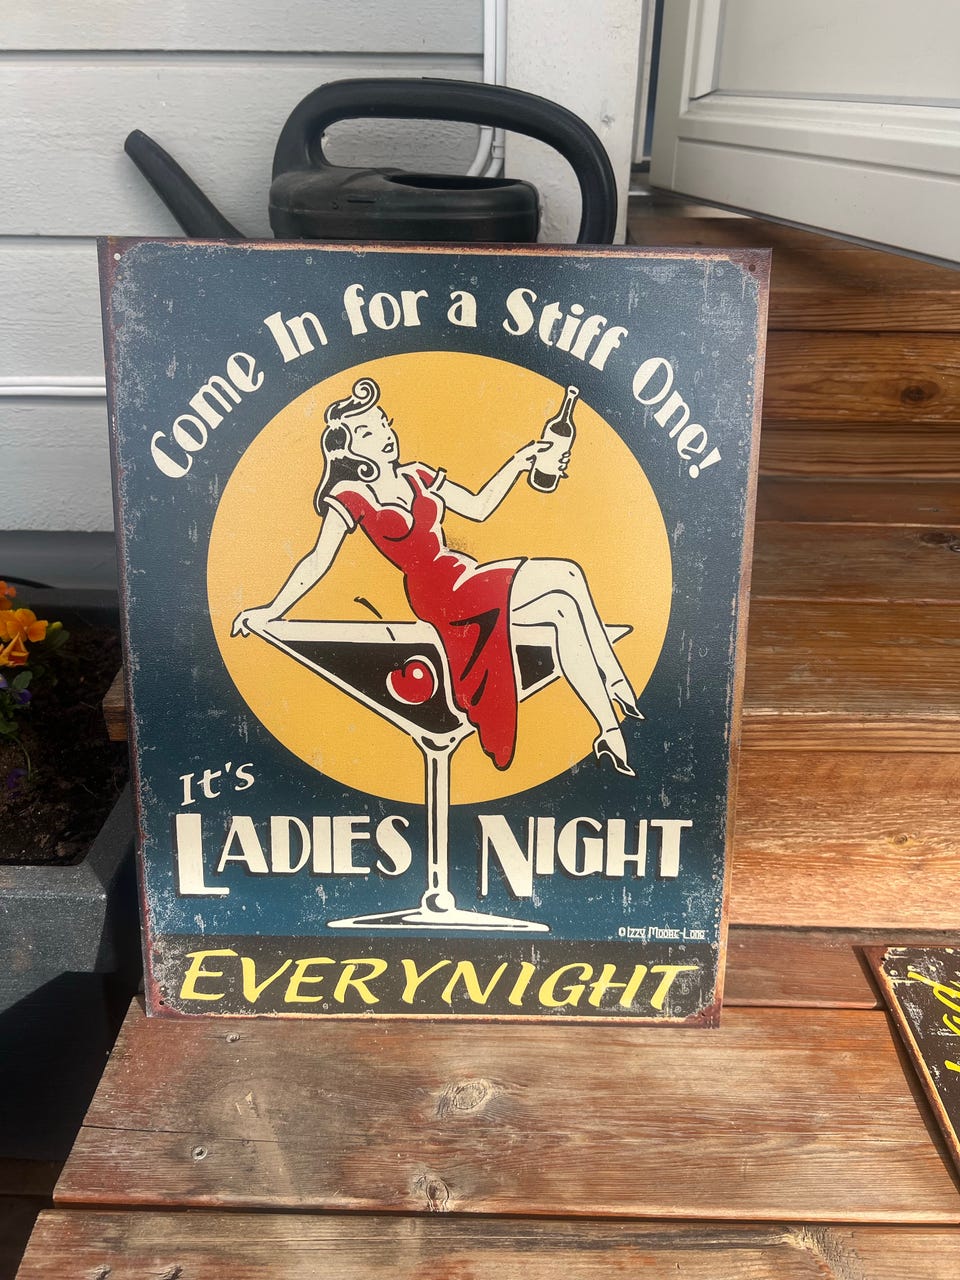 Come In for a Stiff One!
It's
LADIES NIGHT
© Izzy Moore-Long
EVERYNIGHT